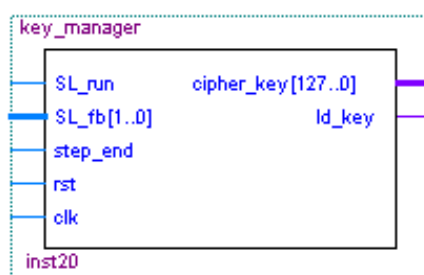 key_manager
SL_run cipher_key[127..0]
SL_fb[1..0] ld_key
step_end
rst
clk
inst20